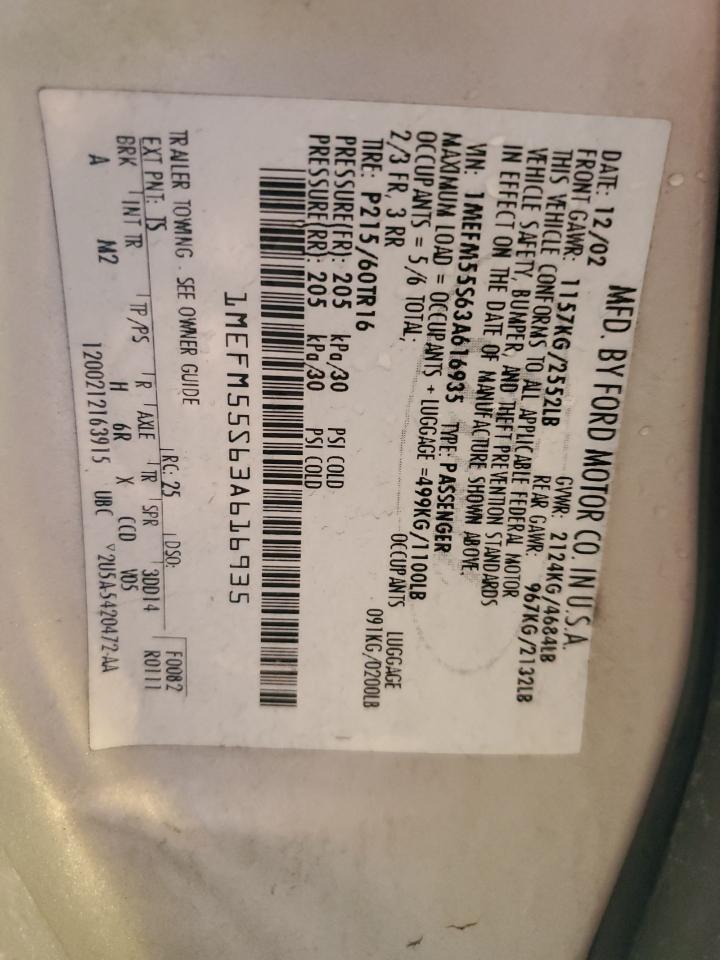 MFD. BY FORD MOTOR CO. IN U.S.A.
DATE: 12/02 GVWR: 2124KG/4684LB
FRONT GAWR: 1157KG/2552LB REAR GAWR: 967KG/2132LB
THIS VEHICLE CONFORMS TO ALL APPLICABLE FEDERAL MOTOR
VEHICLE SAFETY, BUMPER, AND THEFT PREVENTION STANDARDS
IN EFFECT ON THE DATE OF MANUFACTURE SHOWN ABOVE.
VIN: 1MEFM55S63A616935 TYPE: PASSENGER
MAXIMUM LOAD = OCCUPANTS + LUGGAGE =499KG/1100LB
OCCUPANTS = 5/6 TOTAL; OCCUPANTS LUGGAGE
2/3 FR, 3 RR 091KG/0200LB
TIRE: P215/60TR16
PRESSURE(FR): 205 kPa/30 PSI COLD
PRESSURE(RR): 205 kPa/30 PSI COLD
1MEFM55S63A616935
TRAILER TOWING - SEE OWNER GUIDE
EXT PNT: TS RC: 25 DSO: F0082
BRK INT TR TP/PS R AXLE TR SPR 3DD14 R0111
A M2 H 6R X CCD W05
1200212163915 UBC ▽2U5A-5420472-AA